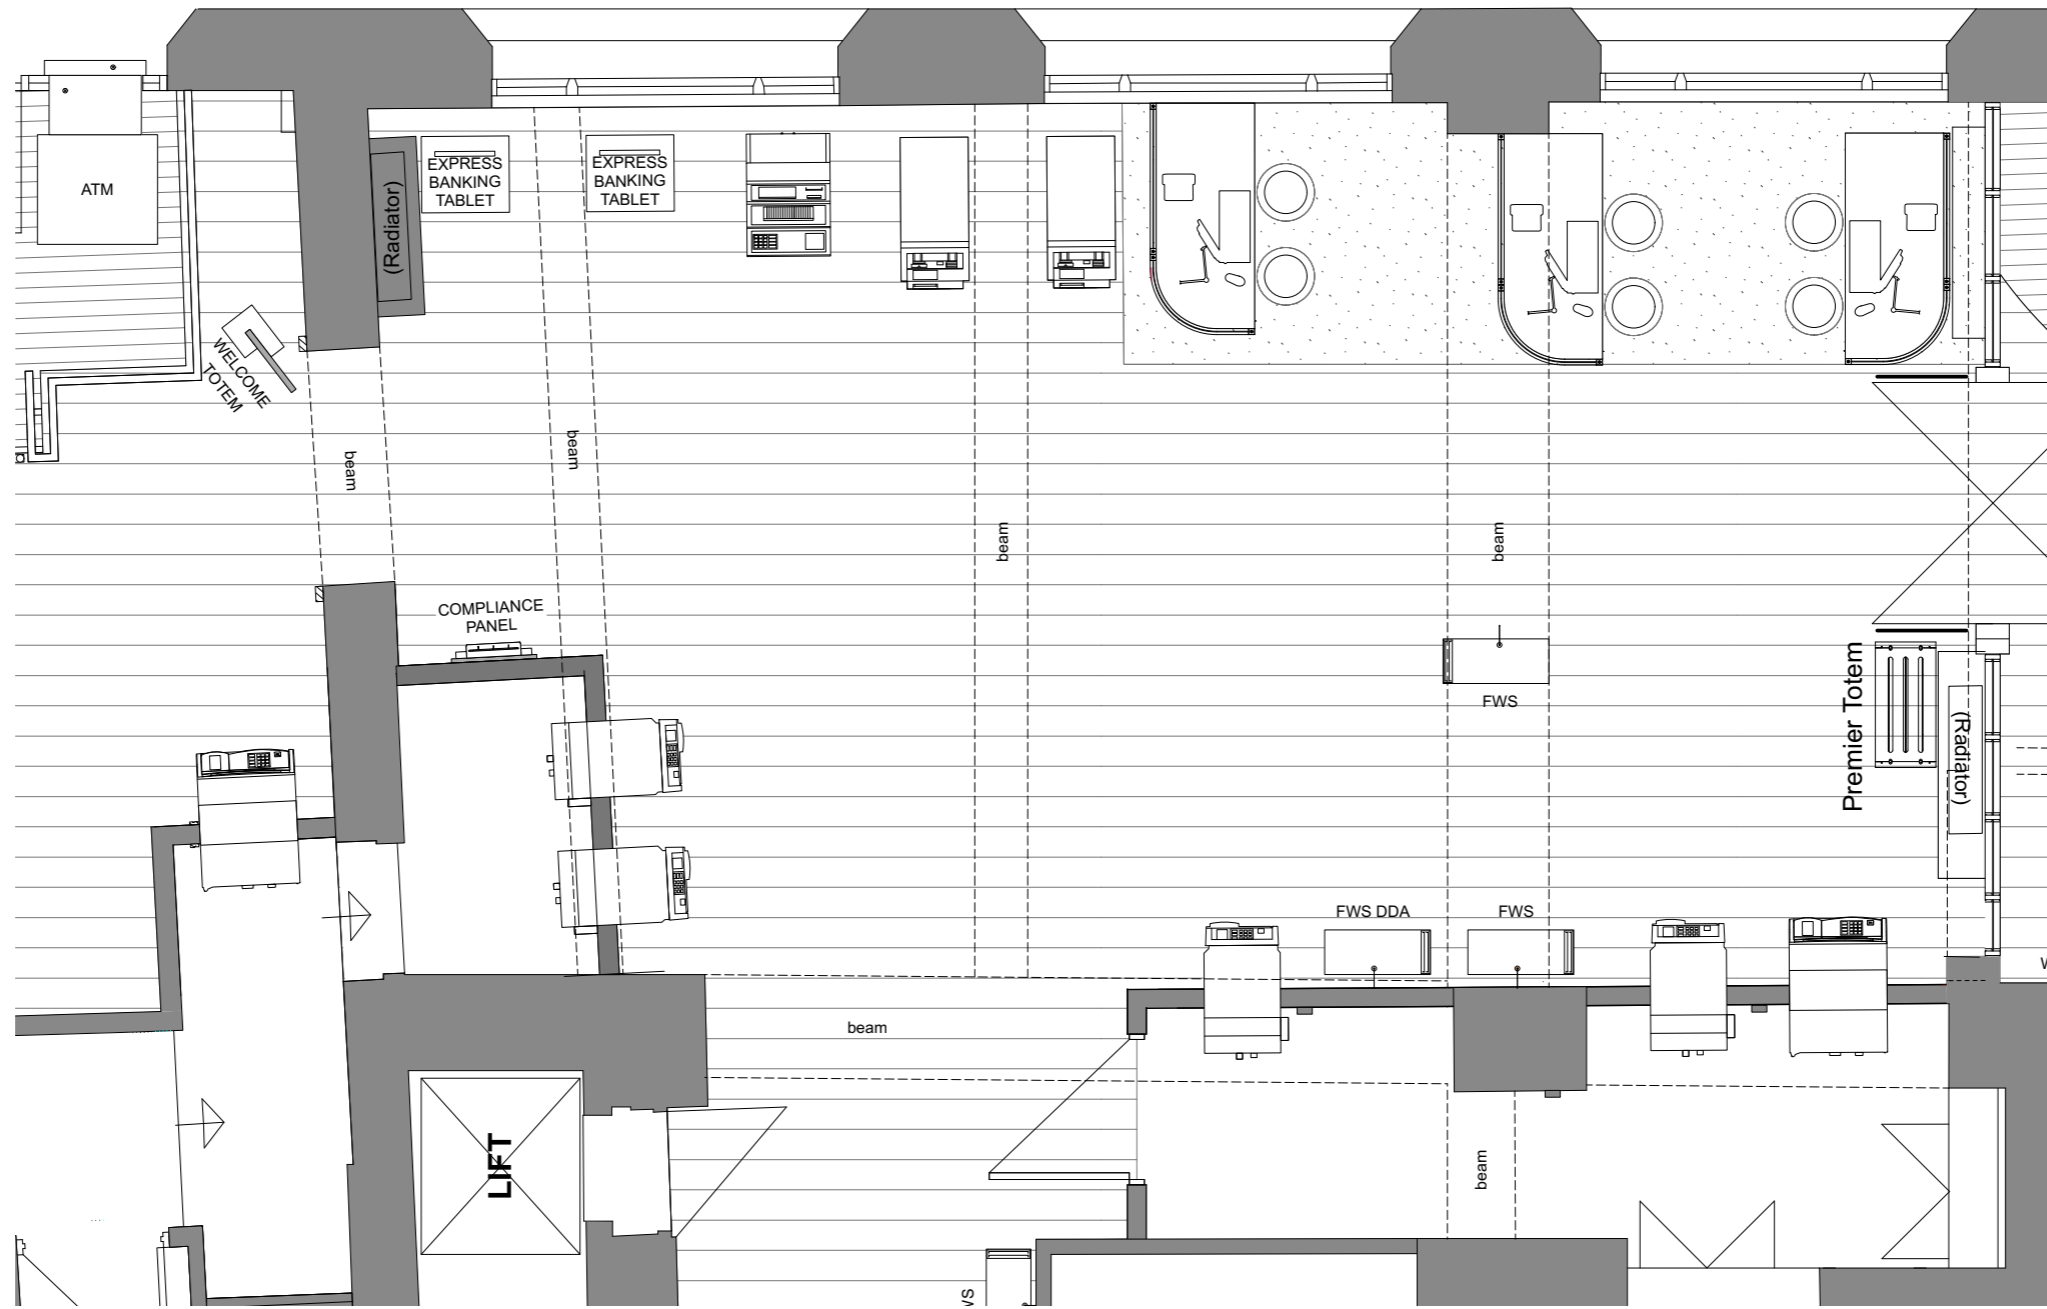 ATM
(Radiator)
EXPRESS
BANKING
TABLET
EXPRESS
BANKING
TABLET
WELCOME
TOTEM
beam
beam
beam
beam
COMPLIANCE
PANEL
FWS
Premier Totem
(Radiator)
FWS DDA
FWS
beam
LIFT
beam